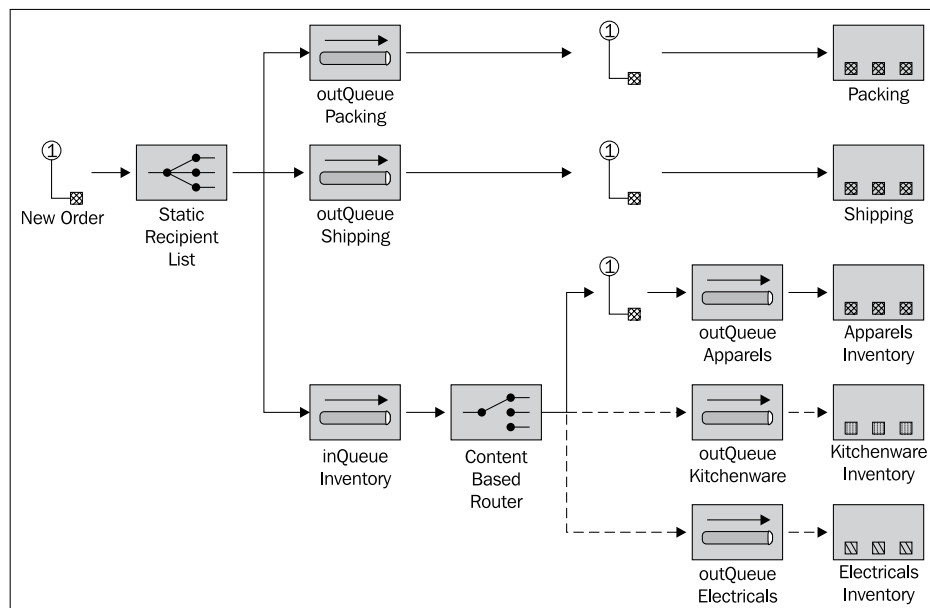 1
outQueue
Packing
1
Packing
1
New Order
Static
Recipient
List
outQueue
Shipping
1
Shipping
1
outQueue
Apparels
Apparels
Inventory
inQueue
Inventory
Content
Based
Router
outQueue
Kitchenware
Kitchenware
Inventory
outQueue
Electricals
Electricals
Inventory